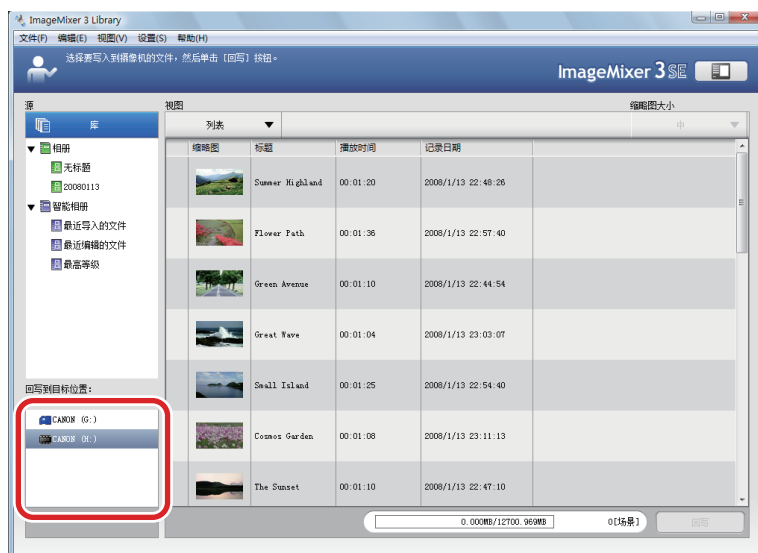 ImageMixer 3 Library
文件(F) 编辑(E) 视图(V) 设置(S) 帮助(H)
选择要写入到摄像机的文件，然后单击 [回写] 按钮。
ImageMixer 3 SE
源 视图 缩略图大小
库 列表 中
相册 缩略图 标题 播放时间 记录日期
无标题
20080113
智能相册
最近导入的文件
最近编辑的文件
最高等级
Summer Highland 00:01:20 2008/1/13 22:48:26
Flower Path 00:01:36 2008/1/13 22:57:40
Green Avenue 00:01:10 2008/1/13 22:44:54
Great Wave 00:01:04 2008/1/13 23:03:07
Small Island 00:01:25 2008/1/13 22:54:40
Cosmos Garden 00:01:08 2008/1/13 23:11:13
The Sunset 00:01:10 2008/1/13 22:47:10
回写到目标位置：
CANON (G:)
CANON (H:)
0.000MB/12700.969MB 0[场景] 回写